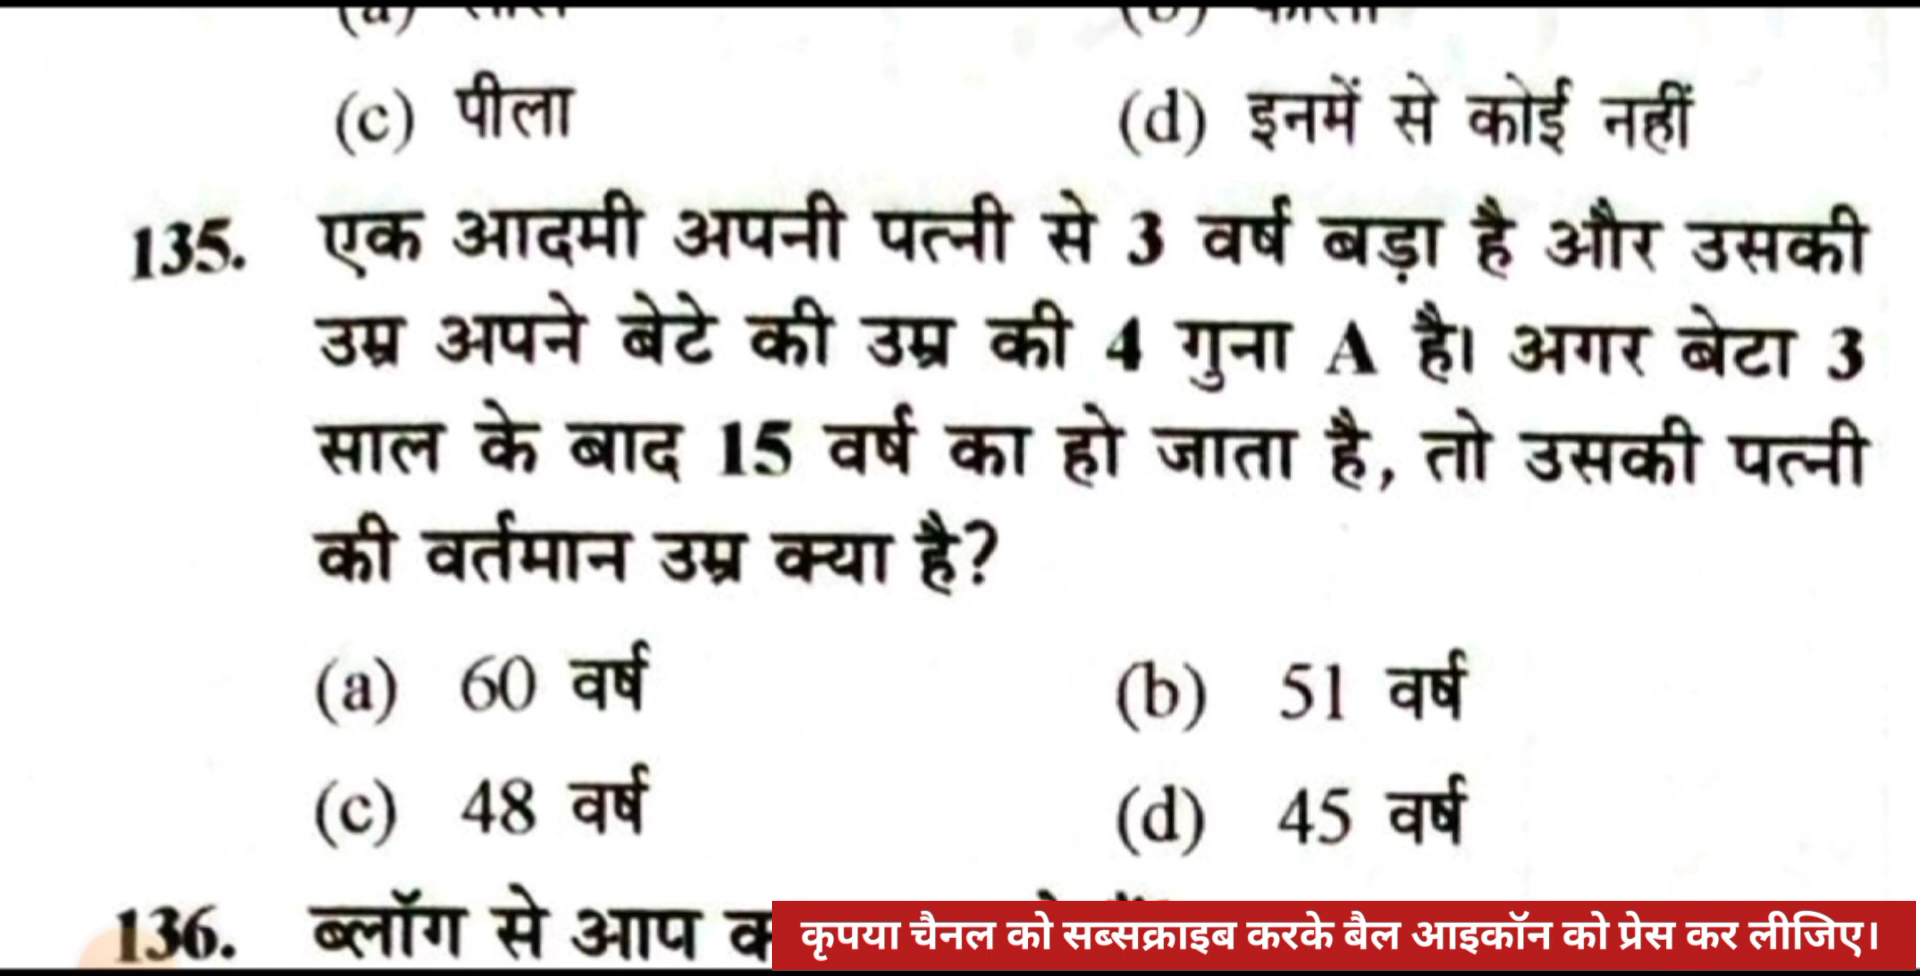 (c) पीला (d) इनमें से कोई नहीं
135. एक आदमी अपनी पत्नी से 3 वर्ष बड़ा है और उसकी
उम्र अपने बेटे की उम्र की 4 गुना A है। अगर बेटा 3
साल के बाद 15 वर्ष का हो जाता है, तो उसकी पत्नी
की वर्तमान उम्र क्या है?
(a) 60 वर्ष (b) 51 वर्ष
(c) 48 वर्ष (d) 45 वर्ष
136. ब्लॉग से आप
कृपया चैनल को सब्सक्राइब करके बैल आइकॉन को प्रेस कर लीजिए।